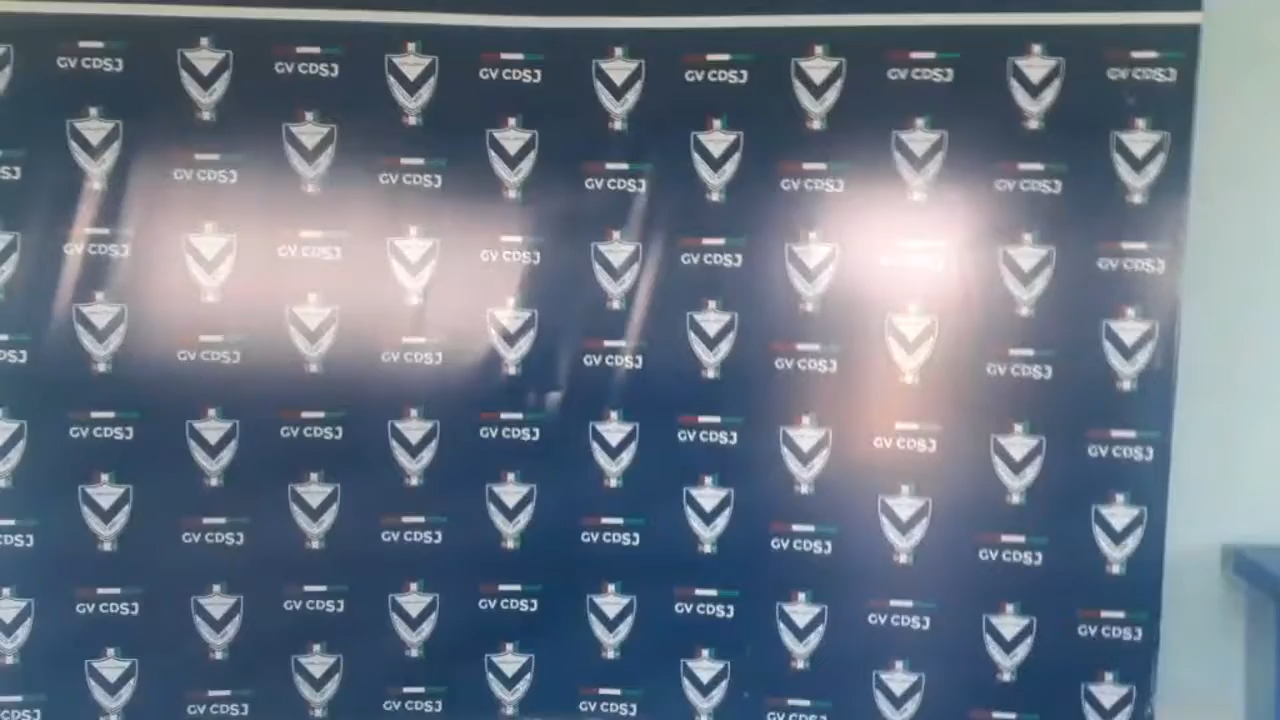 GV CDSJ GV CDSJ GV CDSJ GV CDSJ GV CDSJ GV CDSJ
SJ GV CDSJ GV CDSJ GV CDSJ GV CDSJ GV CDSJ
GV CDSJ GV CDSJ GV CDSJ GV CDSJ GV CDSJ
DSJ GV CDSJ GV CDSJ GV CDSJ GV CDSJ GV CDSJ
GV CDSJ GV CDSJ GV CDSJ GV CDSJ GV CDSJ GV CDSJ
CDSJ GV CDSJ GV CDSJ GV CDSJ GV CDSJ GV CDSJ
GV CDSJ GV CDSJ GV CDSJ GV CDSJ GV CDSJ GV CDSJ
CDSJ GV CDSJ GV CDSJ GV CDSJ GV CDSJ